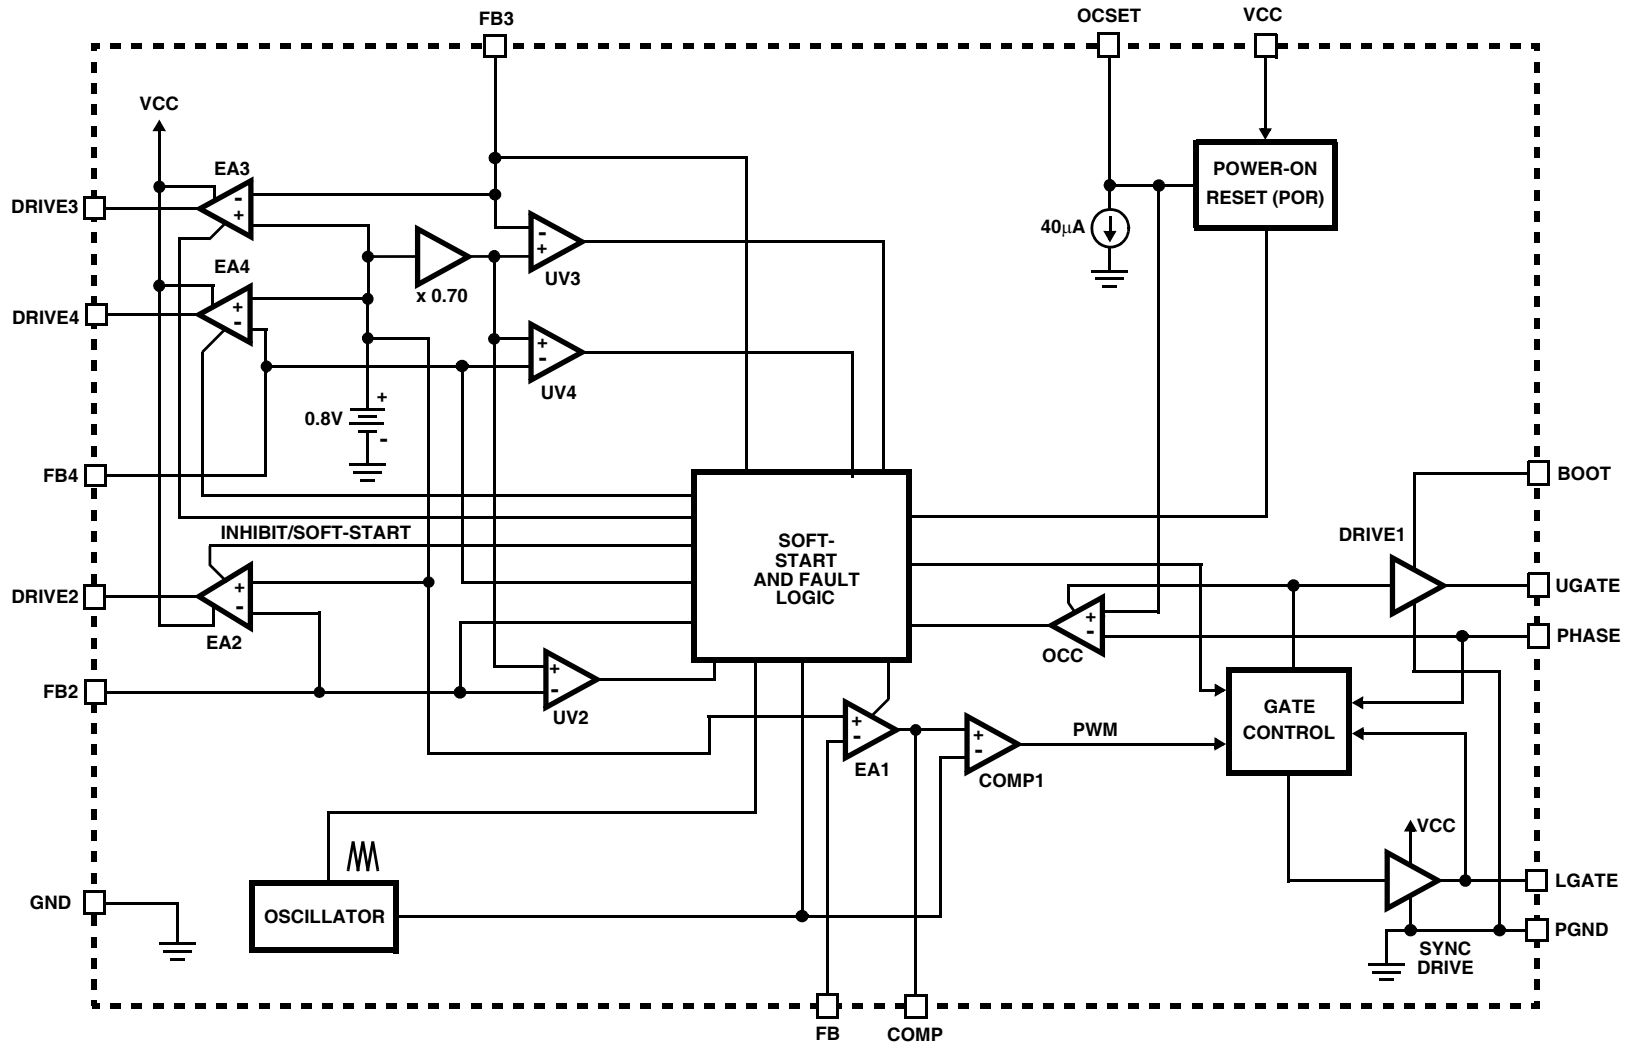 FB3
OCSET
VCC
VCC
EA3
-
+
DRIVE3
POWER-ON
RESET (POR)
40μA
-
+
UV3
x 0.70
EA4
+
-
DRIVE4
+
-
UV4
0.8V
+
-
FB4
INHIBIT/SOFT-START
SOFT-
START
AND FAULT
LOGIC
BOOT
DRIVE1
UGATE
PHASE
+
-
OCC
DRIVE2
+
-
EA2
FB2
+
-
UV2
+
-
EA1
+
-
COMP1
PWM
GATE
CONTROL
VCC
LGATE
PGND
SYNC
DRIVE
GND
OSCILLATOR
FB
COMP